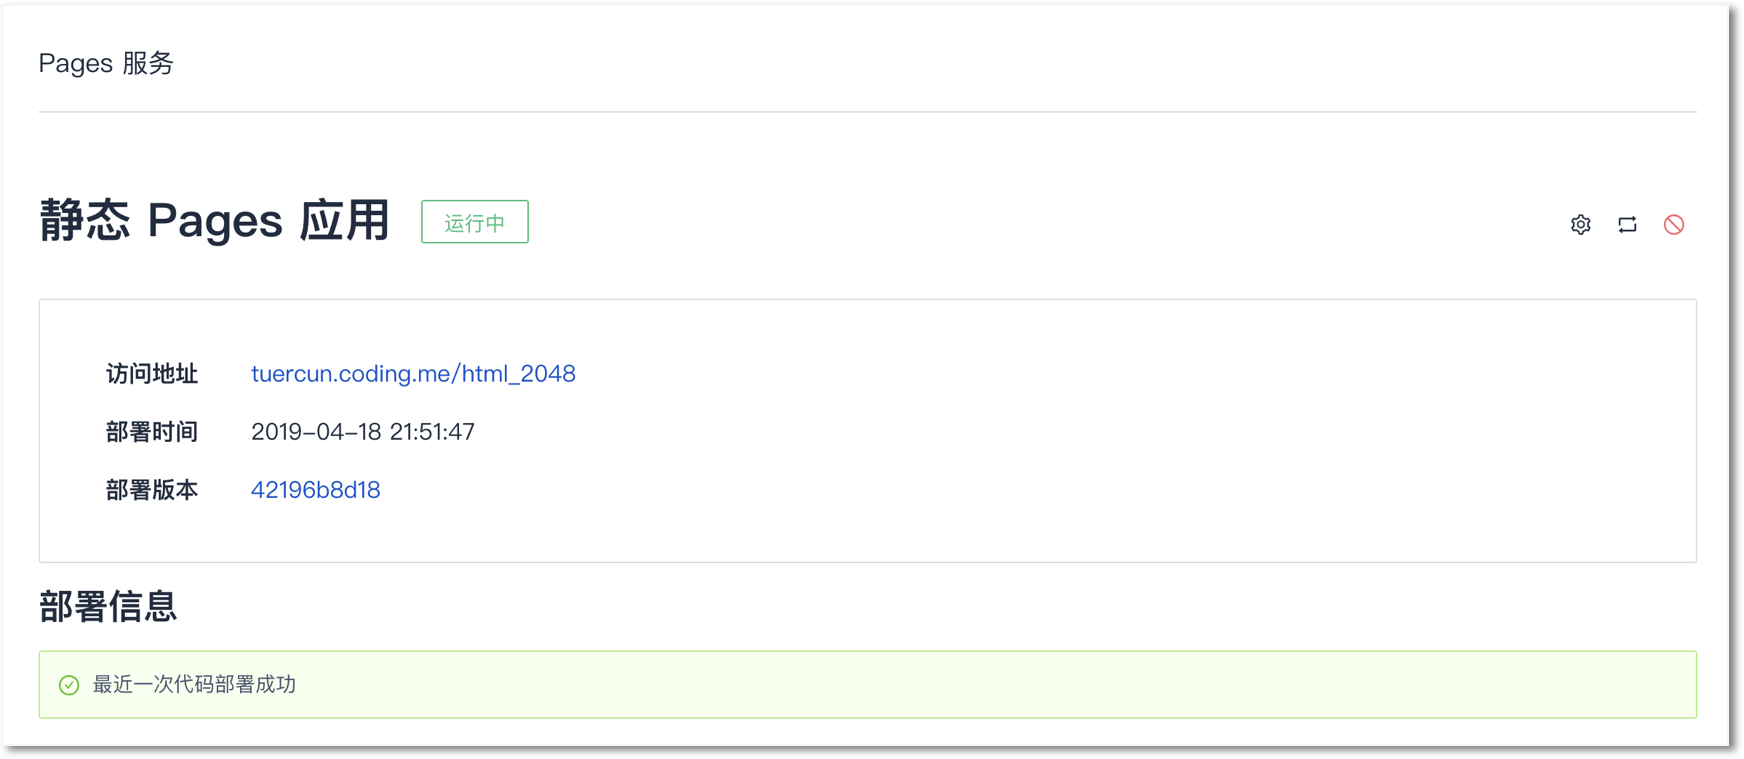 Pages 服务
静态 Pages 应用 运行中
访问地址 tuercun.coding.me/html_2048
部署时间 2019-04-18 21:51:47
部署版本 42196b8d18
部署信息
最近一次代码部署成功